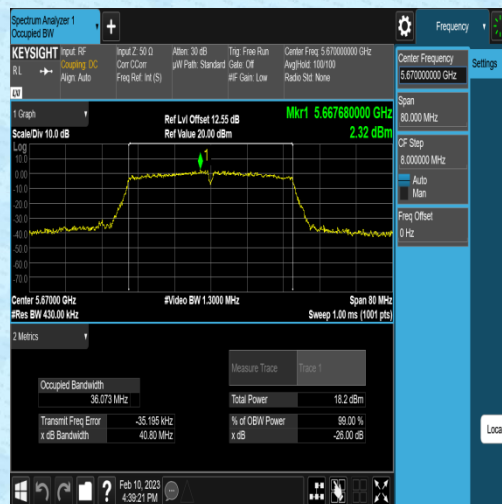 Spectrum Analyzer 1
Occupied BW
Frequency
KEYSIGHT
Input: RF
Input Z: 50 Ω
Atten: 30 dB
Trig: Free Run
Center Freq: 5.670000000 GHz
R L
Coupling: DC
Corr CCorr
µW Path: Standard
Gate: Off
Avg|Hold: 100/100
Align: Auto
Freq Ref: Int (S)
#IF Gain: Low
Radio Std: None
LXI
Center Frequency
5.670000000 GHz
Settings
Span
80.000 MHz
CF Step
8.000000 MHz
Auto
Man
Freq Offset
0 Hz
1 Graph
Ref Lvl Offset 12.55 dB
Mkr1 5.667680000 GHz
Scale/Div 10.0 dB
Ref Value 20.00 dBm
2.32 dBm
Log
10.0
0.00
-10.0
-20.0
-30.0
-40.0
-50.0
-60.0
-70.0
1
Center 5.67000 GHz
#Video BW 1.3000 MHz
Span 80 MHz
#Res BW 430.00 kHz
Sweep 1.00 ms (1001 pts)
2 Metrics
Measure Trace
Trace 1
Occupied Bandwidth
36.073 MHz
Total Power
18.2 dBm
Transmit Freq Error
-35.195 kHz
% of OBW Power
99.00 %
x dB Bandwidth
40.80 MHz
x dB
-26.00 dB
Loca
Feb 10, 2023
4:39:21 PM